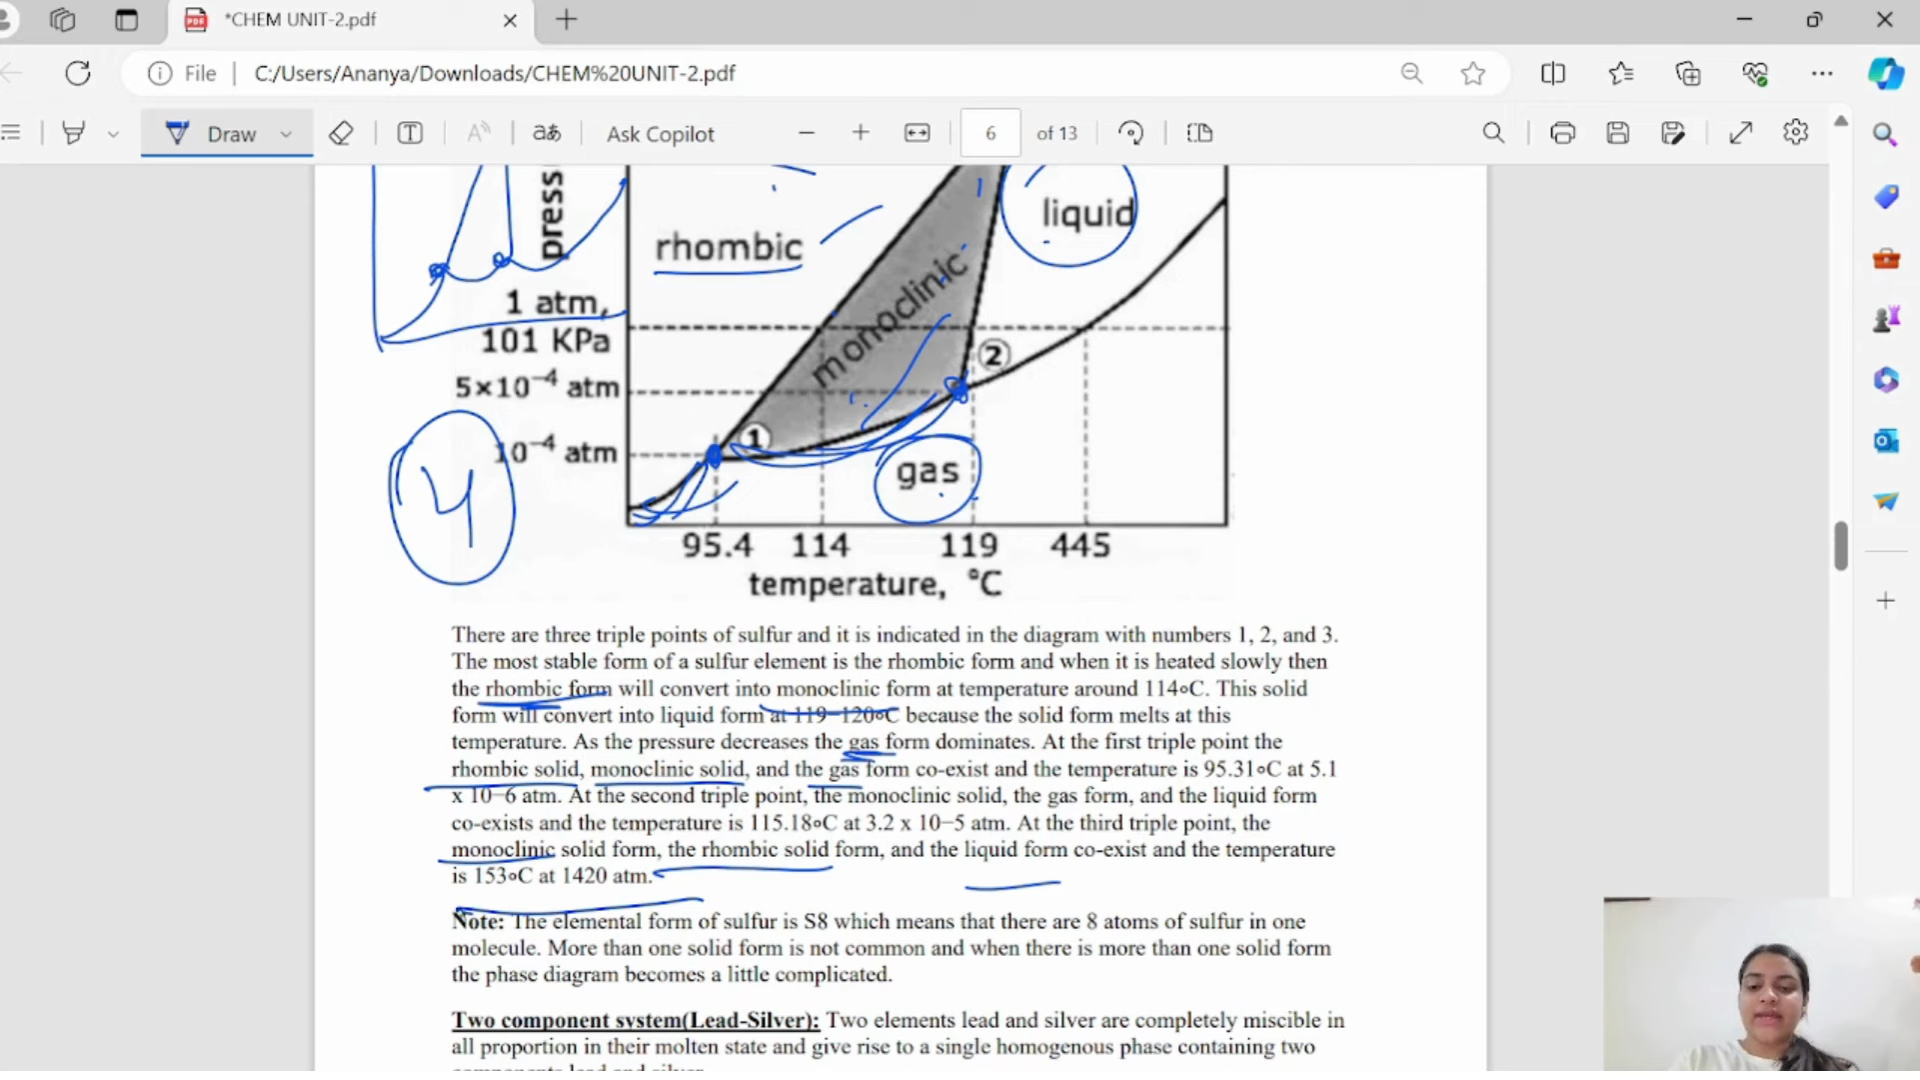 *CHEM UNIT-2.pdf
File C:/Users/Ananya/Downloads/CHEM%20UNIT-2.pdf
Draw Ask Copilot 6 of 13
press
liquid
rhombic
monoclinic
1 atm,
101 KPa
2
5×10⁻⁴ atm
1
10⁻⁴ atm
4
gas
95.4 114 119 445
temperature, °C
There are three triple points of sulfur and it is indicated in the diagram with numbers 1, 2, and 3.
The most stable form of a sulfur element is the rhombic form and when it is heated slowly then
the rhombic form will convert into monoclinic form at temperature around 114∘C. This solid
form will convert into liquid form at 119–120∘C because the solid form melts at this
temperature. As the pressure decreases the gas form dominates. At the first triple point the
rhombic solid, monoclinic solid, and the gas form co-exist and the temperature is 95.31∘C at 5.1
x 10−6 atm. At the second triple point, the monoclinic solid, the gas form, and the liquid form
co-exists and the temperature is 115.18∘C at 3.2 x 10−5 atm. At the third triple point, the
monoclinic solid form, the rhombic solid form, and the liquid form co-exist and the temperature
is 153∘C at 1420 atm.
Note: The elemental form of sulfur is S8 which means that there are 8 atoms of sulfur in one
molecule. More than one solid form is not common and when there is more than one solid form
the phase diagram becomes a little complicated.
Two component system(Lead-Silver): Two elements lead and silver are completely miscible in
all proportion in their molten state and give rise to a single homogenous phase containing two